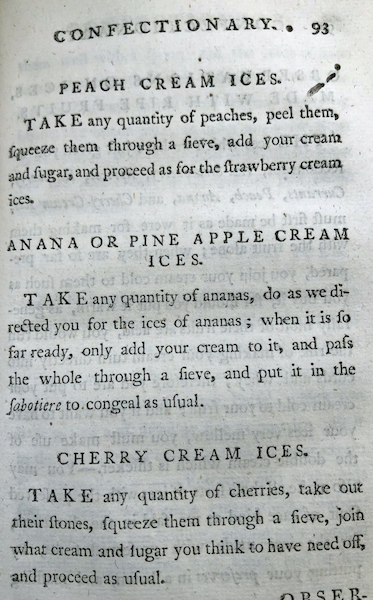 CONFECTIONARY. 93
PEACH CREAM ICES.
TAKE any quantity of peaches, peel them,
ſqueeze them through a ſieve, add your cream
and ſugar, and proceed as for the ſtrawberry cream
ices.
ANANA OR PINE APPLE CREAM
ICES.
TAKE any quantity of ananas, do as we di-
rected you for the ices of ananas; when it is ſo
far ready, only add your cream to it, and paſs
the whole through a ſieve, and put it in the
ſabotiere to congeal as uſual.
CHERRY CREAM ICES.
TAKE any quantity of cherries, take out
their ſtones, ſqueeze them through a ſieve, join
what cream and ſugar you think to have need off,
and proceed as uſual.
OBSER-